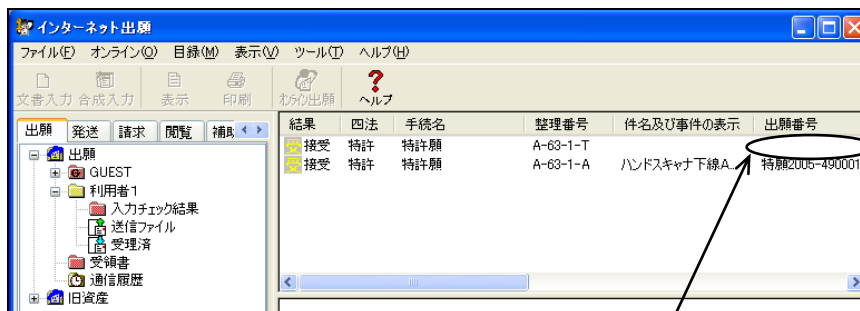 インターネット出願
ファイル(F) オンライン(O) 目録(M) 表示(V) ツール(T) ヘルプ(H)
文書入力 合成入力 表示 印刷 オンライン出願 ヘルプ
出願 発送 請求 閲覧
結果 四法 手続名 整理番号 件名及び事件の表示 出願番号
接受 特許 特許願 A-63-1-T
接受 特許 特許願 A-63-1-A ハンドスキャナ下線A... 特願2005-490001
出願
GUEST
利用者1
入力チェック結果
送信ファイル
受理済
受領書
通信履歴
旧資産